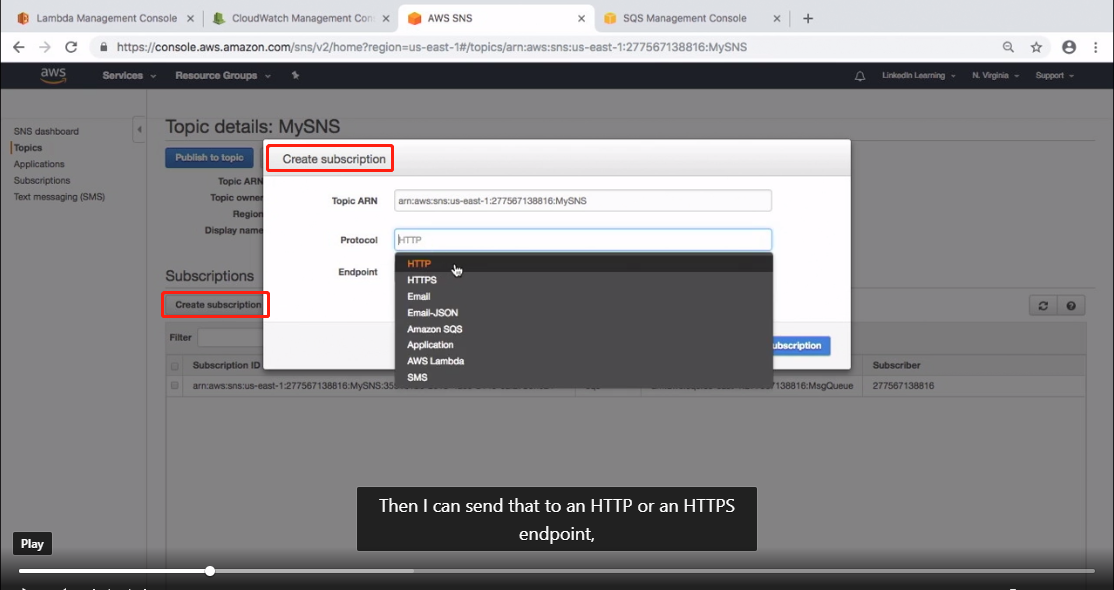 Lambda Management Console
CloudWatch Management Con
AWS SNS
SQS Management Console
https://console.aws.amazon.com/sns/v2/home?region=us-east-1#/topics/arn:aws:sns:us-east-1:277567138816:MySNS
aws Services Resource Groups LinkedIn Learning N. Virginia Support
SNS dashboard
Topics
Applications
Subscriptions
Text messaging (SMS)
Topic details: MySNS
Publish to topic
Topic ARN
Topic owner
Region
Display name
Create subscription
Topic ARN arn:aws:sns:us-east-1:277567138816:MySNS
Protocol HTTP
Endpoint
HTTP
HTTPS
Email
Email-JSON
Amazon SQS
Application
AWS Lambda
SMS
ubscription
Subscriptions
Create subscription
Filter
Subscription ID Subscriber
arn:aws:sns:us-east-1:277567138816:MySNS:35 7138816:MsgQueue 277567138816
Then I can send that to an HTTP or an HTTPS
endpoint,
Play